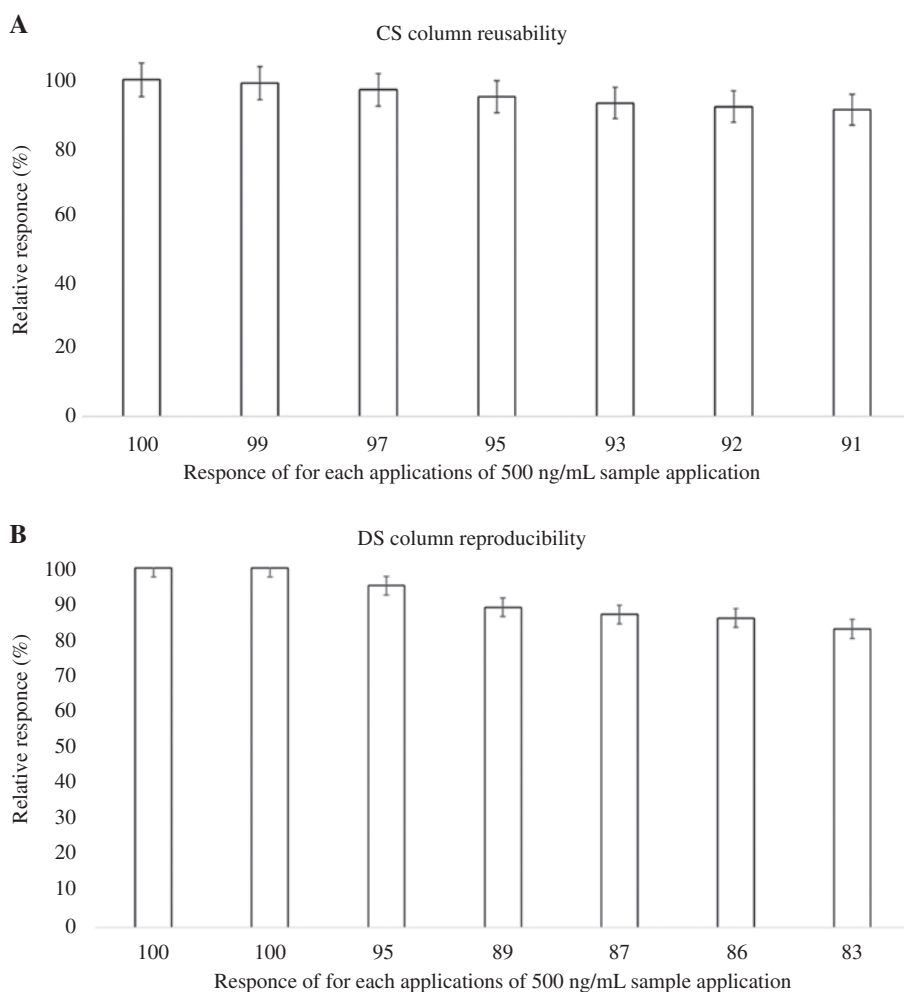 A
CS column reusability
Relative responce (%)
100
80
60
40
20
0
100 99 97 95 93 92 91
Responce of for each applications of 500 ng/mL sample application
B
DS column reproducibility
Relative responce (%)
100
90
80
70
60
50
40
30
20
10
0
100 100 95 89 87 86 83
Responce of for each applications of 500 ng/mL sample application